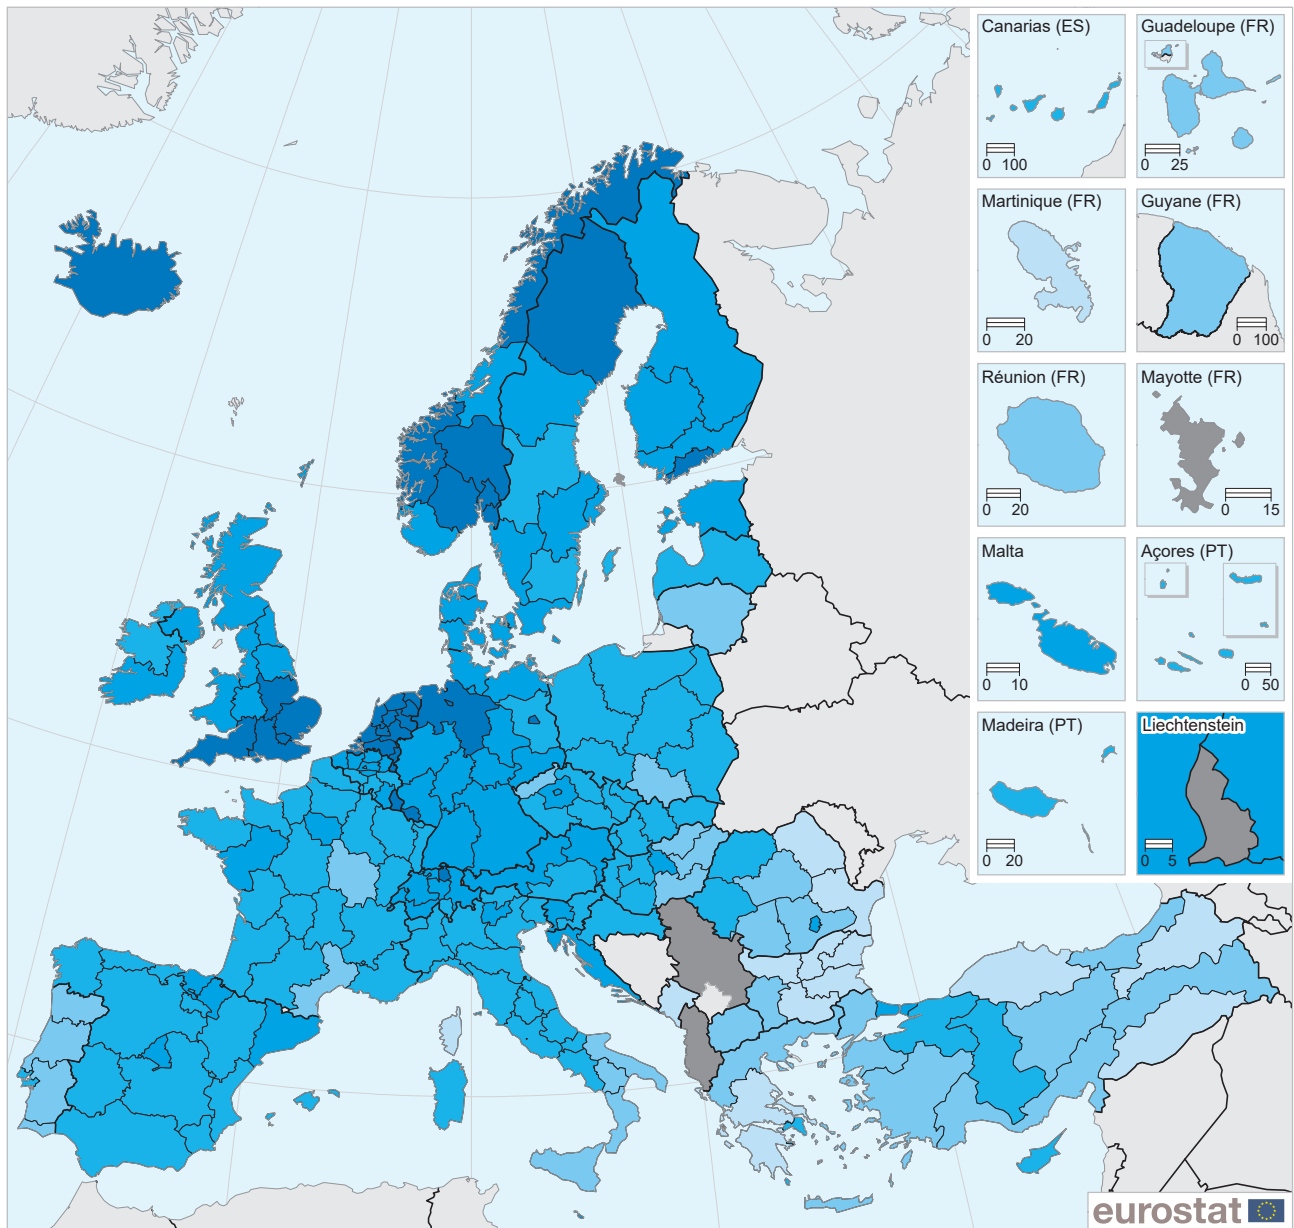 Canarias (ES)
0 100
Guadeloupe (FR)
0 25
Martinique (FR)
0 20
Guyane (FR)
0 100
Réunion (FR)
0 20
Mayotte (FR)
0 15
Malta
0 10
Açores (PT)
0 50
Madeira (PT)
0 20
Liechtenstein
0 5
eurostat